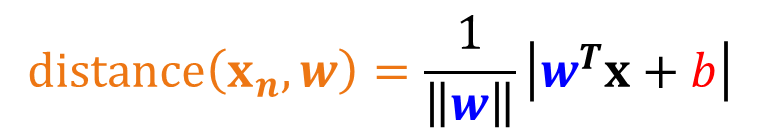 distance(𝐱ₙ, 𝒘) = 1/‖𝒘‖ |𝒘ᵀ𝐱 + b|